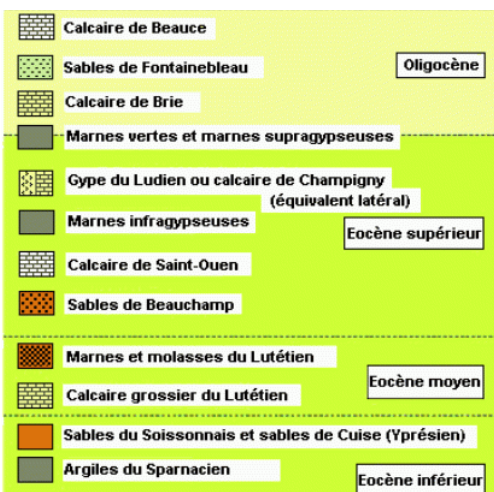 Calcaire de Beauce
Sables de Fontainebleau
Oligocène
Calcaire de Brie
Marnes vertes et marnes supragypseuses
Gype du Ludien ou calcaire de Champigny
(équivalent latéral)
Marnes infragypseuses
Eocène supérieur
Calcaire de Saint-Ouen
Sables de Beauchamp
Marnes et molasses du Lutétien
Eocène moyen
Calcaire grossier du Lutétien
Sables du Soissonnais et sables de Cuise (Yprésien)
Argiles du Sparnacien
Eocène inférieur